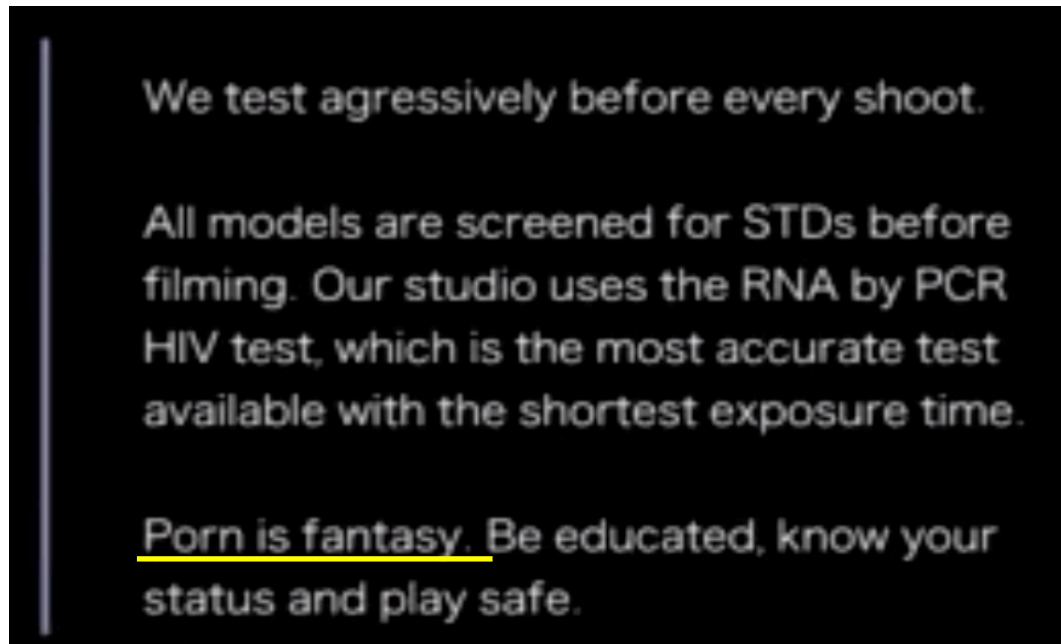 We test agressively before every shoot.
All models are screened for STDs before
filming. Our studio uses the RNA by PCR
HIV test, which is the most accurate test
available with the shortest exposure time.
Porn is fantasy. Be educated, know your
status and play safe.